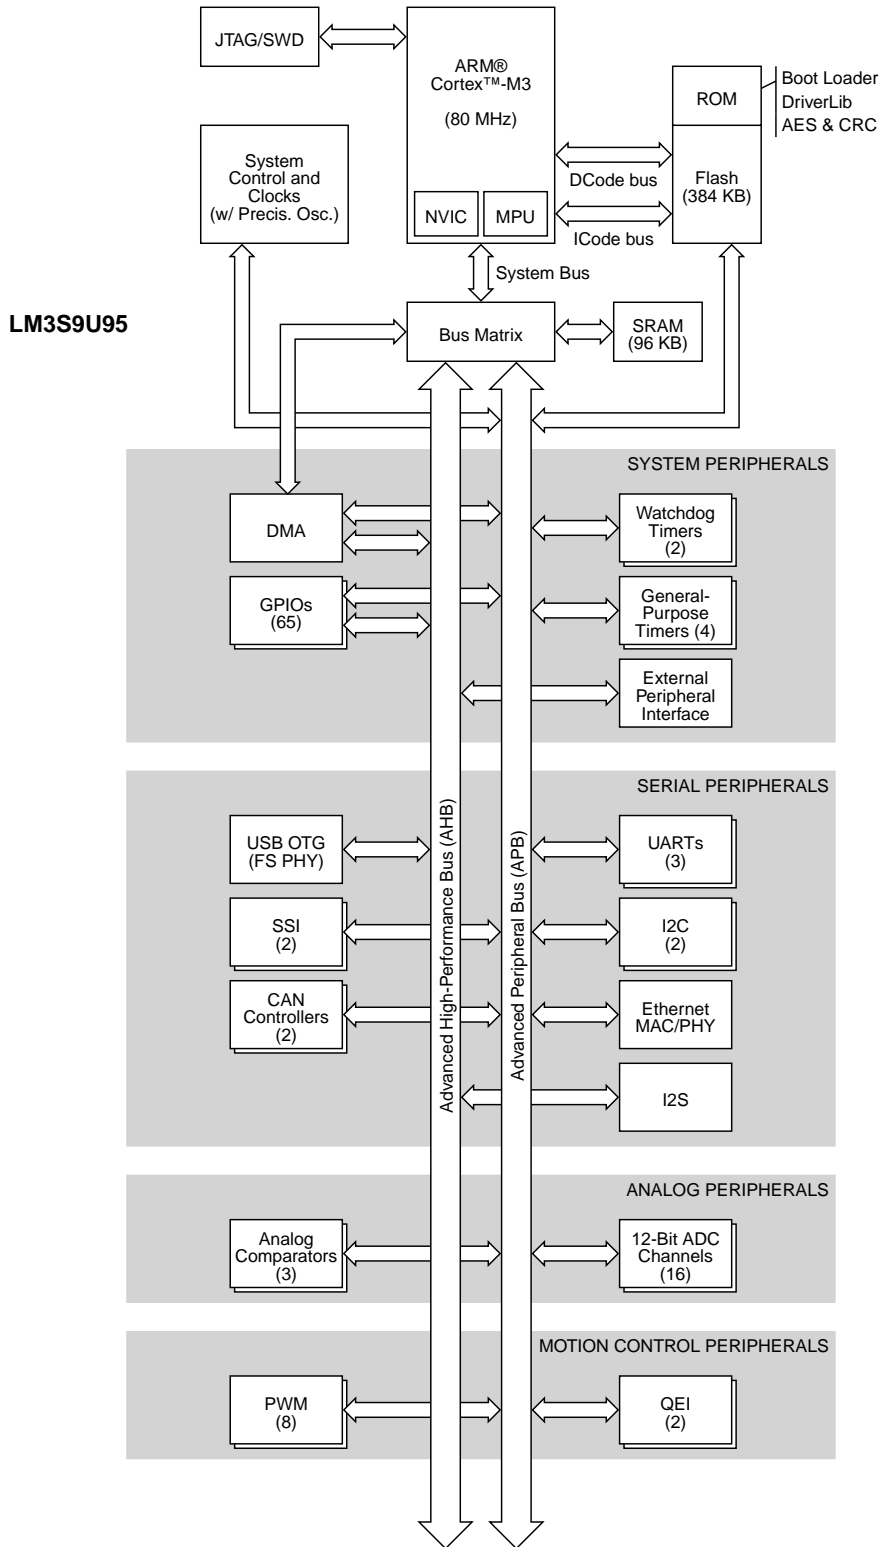 JTAG/SWD
ARM®
Cortex™-M3
(80 MHz)
NVIC
MPU
ROM
Boot Loader
DriverLib
AES & CRC
Flash
(384 KB)
DCode bus
ICode bus
System
Control and
Clocks
(w/ Precis. Osc.)
System Bus
LM3S9U95
Bus Matrix
SRAM
(96 KB)
SYSTEM PERIPHERALS
DMA
Watchdog
Timers
(2)
GPIOs
(65)
General-
Purpose
Timers (4)
External
Peripheral
Interface
Advanced High-Performance Bus (AHB)
Advanced Peripheral Bus (APB)
SERIAL PERIPHERALS
USB OTG
(FS PHY)
UARTs
(3)
SSI
(2)
I2C
(2)
CAN
Controllers
(2)
Ethernet
MAC/PHY
I2S
ANALOG PERIPHERALS
Analog
Comparators
(3)
12-Bit ADC
Channels
(16)
MOTION CONTROL PERIPHERALS
PWM
(8)
QEI
(2)